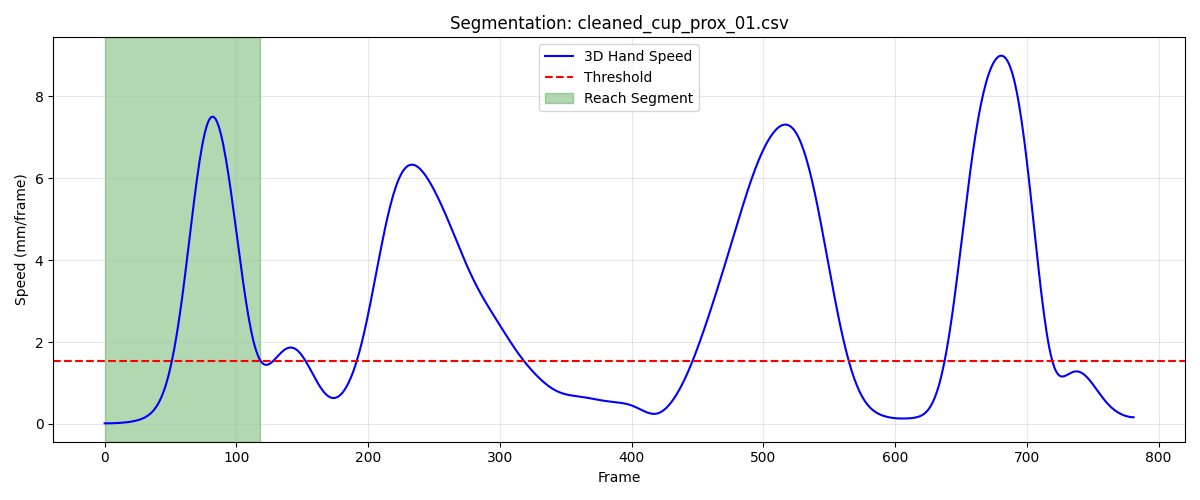 Segmentation: cleaned_cup_prox_01.csv
3D Hand Speed
Threshold
Reach Segment
Speed (mm/frame)
8
6
4
2
0
0 100 200 300 400 500 600 700 800
Frame